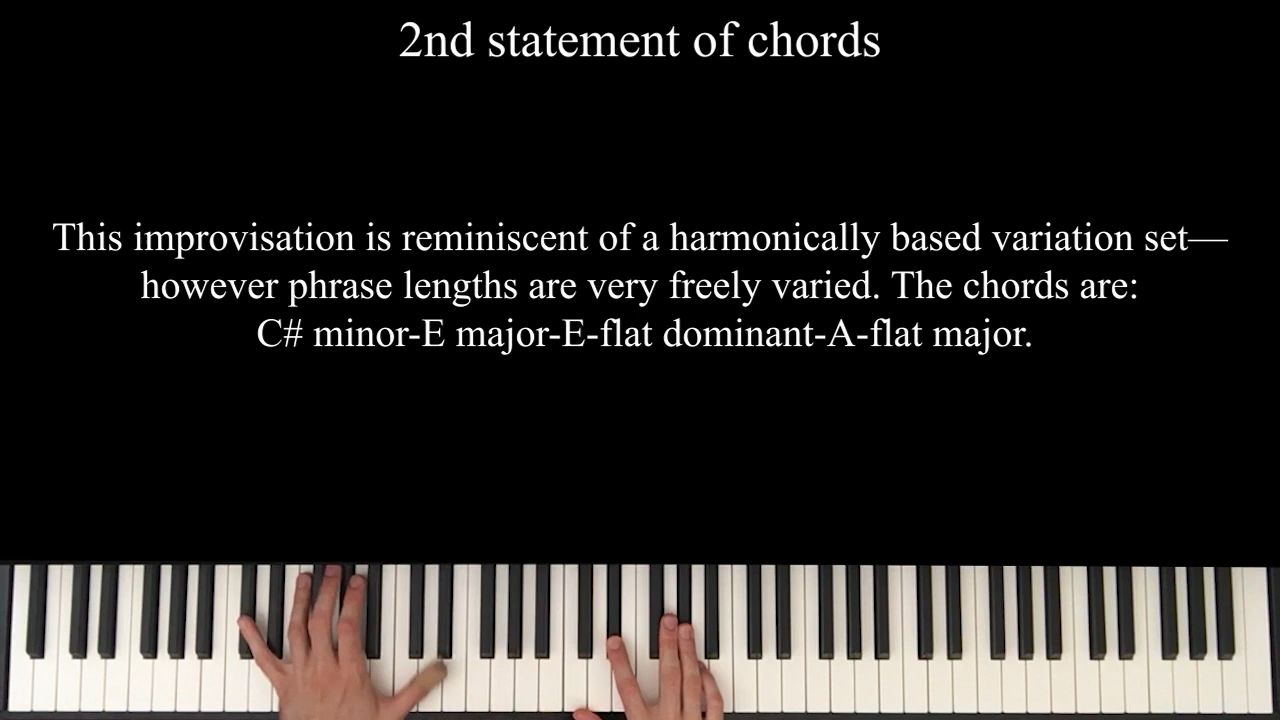 2nd statement of chords
This improvisation is reminiscent of a harmonically based variation set—
however phrase lengths are very freely varied. The chords are:
C# minor-E major-E-flat dominant-A-flat major.